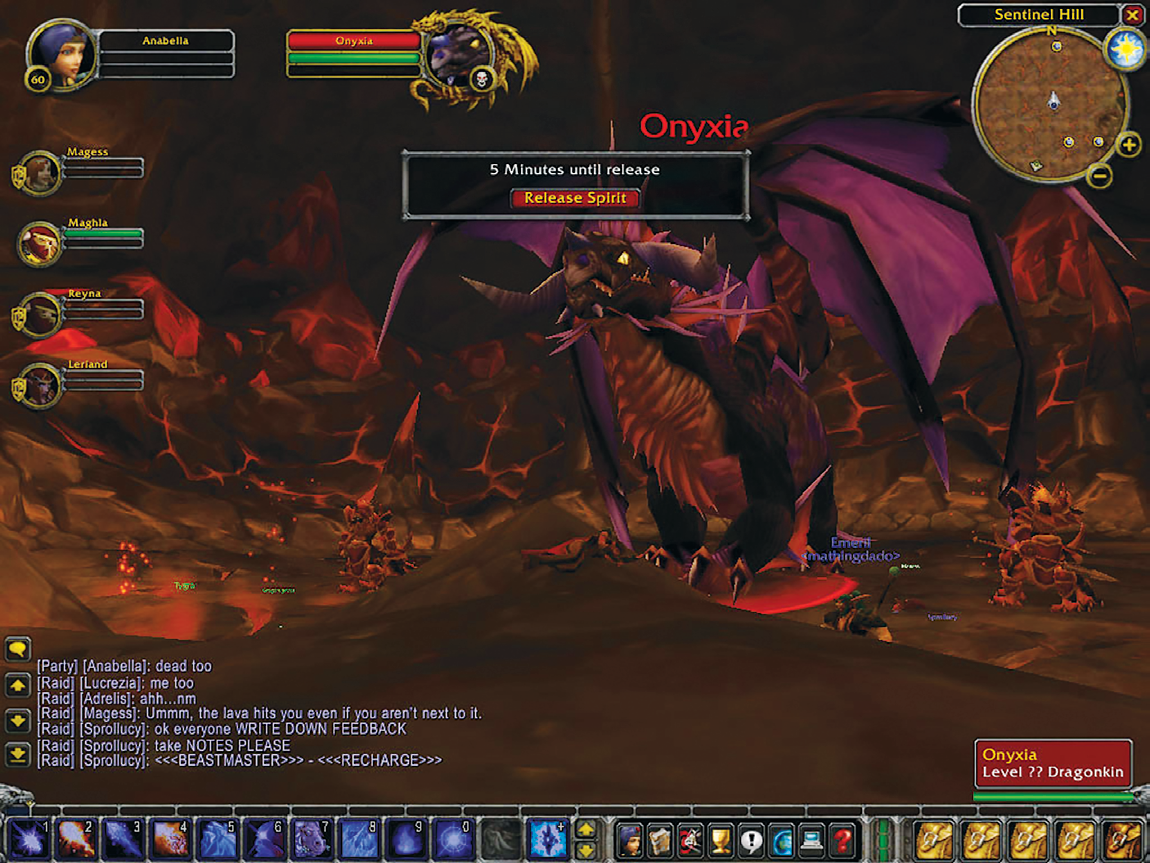 Anabella
60
Onyxia
Sentinel Hill
N
Onyxia
5 Minutes until release
Release Spirit
Magess
Maghla
Reyna
Leriand
Emeril
<mathingdado>
Tygra
[Party] [Anabella]: dead too
[Raid] [Lucrezia]: me too
[Raid] [Adrelis]: ahh...nm
[Raid] [Magess]: Ummm, the lava hits you even if you aren't next to it.
[Raid] [Sprollucy]: ok everyone WRITE DOWN FEEDBACK
[Raid] [Sprollucy]: take NOTES PLEASE
[Raid] [Sprollucy]: <<<BEASTMASTER>>> - <<<RECHARGE>>>
Sprollucy
Onyxia
Level ?? Dragonkin
1 2 3 4 5 6 7 8 9 0 - +